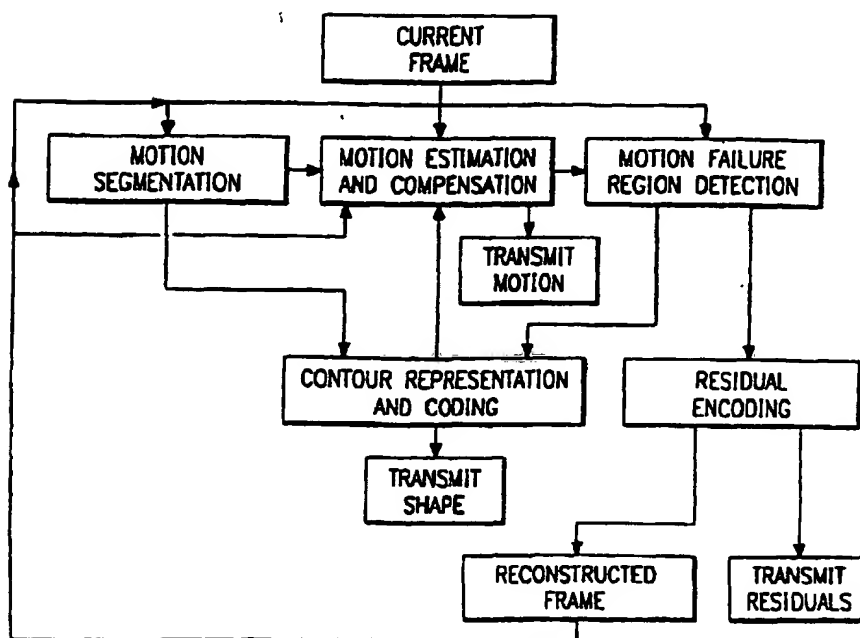 CURRENT
FRAME
MOTION
SEGMENTATION
MOTION ESTIMATION
AND COMPENSATION
MOTION FAILURE
REGION DETECTION
TRANSMIT
MOTION
CONTOUR REPRESENTATION
AND CODING
RESIDUAL
ENCODING
TRANSMIT
SHAPE
RECONSTRUCTED
FRAME
TRANSMIT
RESIDUALS